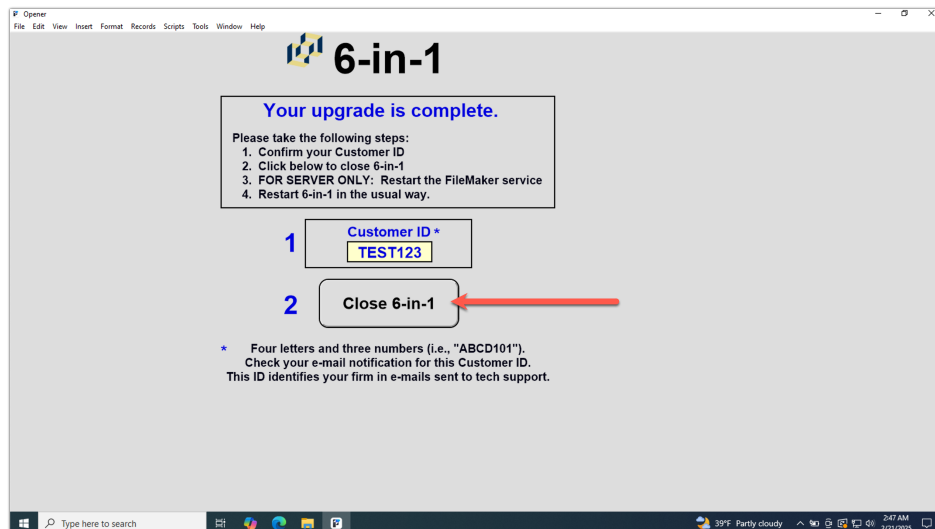 Opener
File Edit View Insert Format Records Scripts Tools Window Help
6-in-1
Your upgrade is complete.
Please take the following steps:
1. Confirm your Customer ID
2. Click below to close 6-in-1
3. FOR SERVER ONLY: Restart the FileMaker service
4. Restart 6-in-1 in the usual way.
1
Customer ID *
TEST123
2
Close 6-in-1
* Four letters and three numbers (i.e., "ABCD101").
Check your e-mail notification for this Customer ID.
This ID identifies your firm in e-mails sent to tech support.
Type here to search
39°F Partly cloudy
2:47 AM
2/21/2025